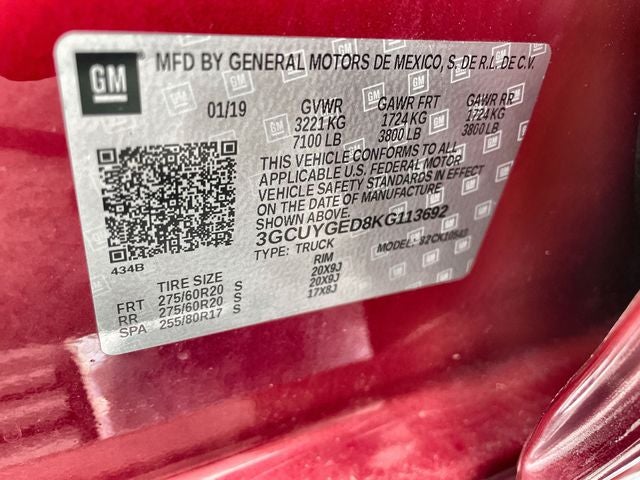 GM MFD BY GENERAL MOTORS DE MEXICO, S. DE R.L. DE C.V.
01/19 GVWR GAWR FRT GAWR RR
3221 KG 1724 KG 1724 KG
7100 LB 3800 LB 3800 LB
THIS VEHICLE CONFORMS TO ALL
APPLICABLE U.S. FEDERAL MOTOR
VEHICLE SAFETY STANDARDS IN EFFECT
ON THE DATE OF MANUFACTURE
SHOWN ABOVE.
3GCUYGED8KG113692
TYPE: TRUCK MODEL:
434B
TIRE SIZE RIM
FRT 275/60R20 S 20X9J
RR 275/60R20 S 20X9J
SPA 255/80R17 S 17X8J